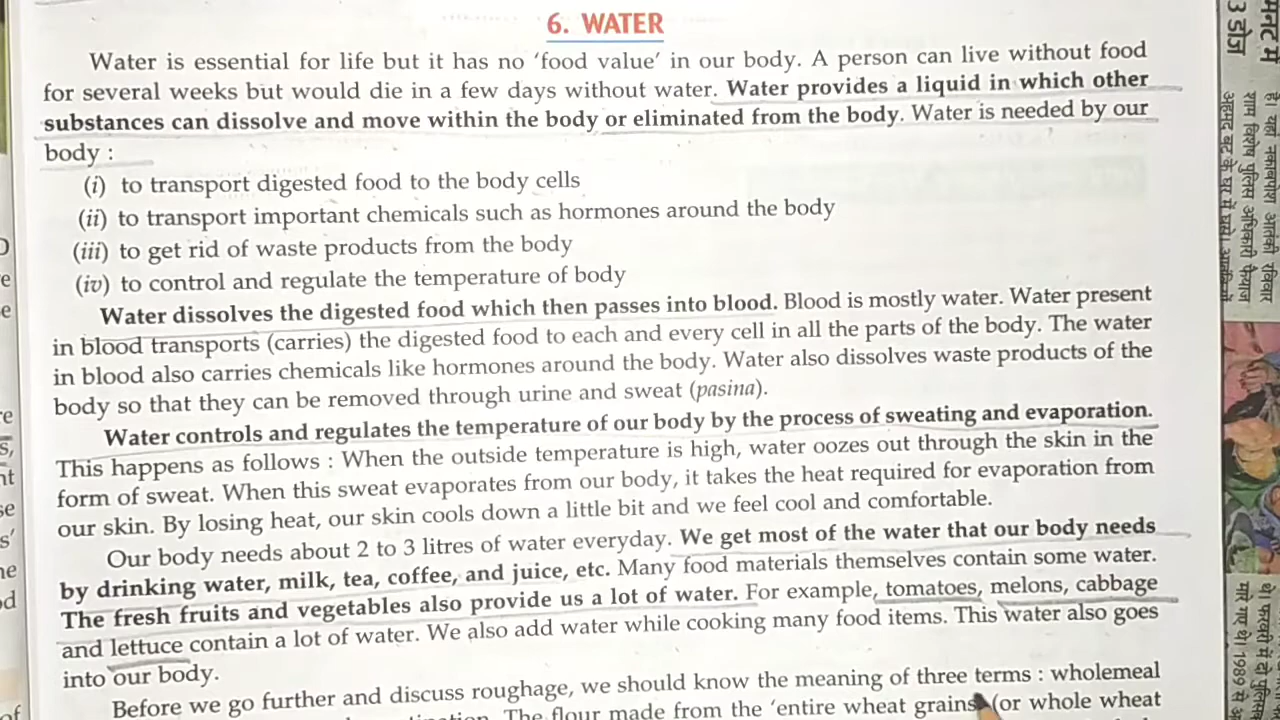 6. WATER
Water is essential for life but it has no ‘food value’ in our body. A person can live without food
for several weeks but would die in a few days without water. Water provides a liquid in which other
substances can dissolve and move within the body or eliminated from the body. Water is needed by our
body :
(i) to transport digested food to the body cells
(ii) to transport important chemicals such as hormones around the body
(iii) to get rid of waste products from the body
(iv) to control and regulate the temperature of body
Water dissolves the digested food which then passes into blood. Blood is mostly water. Water present
in blood transports (carries) the digested food to each and every cell in all the parts of the body. The water
in blood also carries chemicals like hormones around the body. Water also dissolves waste products of the
body so that they can be removed through urine and sweat (pasina).
Water controls and regulates the temperature of our body by the process of sweating and evaporation.
This happens as follows : When the outside temperature is high, water oozes out through the skin in the
form of sweat. When this sweat evaporates from our body, it takes the heat required for evaporation from
our skin. By losing heat, our skin cools down a little bit and we feel cool and comfortable.
Our body needs about 2 to 3 litres of water everyday. We get most of the water that our body needs
by drinking water, milk, tea, coffee, and juice, etc. Many food materials themselves contain some water.
The fresh fruits and vegetables also provide us a lot of water. For example, tomatoes, melons, cabbage
and lettuce contain a lot of water. We also add water while cooking many food items. This water also goes
into our body.
Before we go further and discuss roughage, we should know the meaning of three terms : wholemeal
The flour made from the ‘entire wheat grains’ (or whole wheat